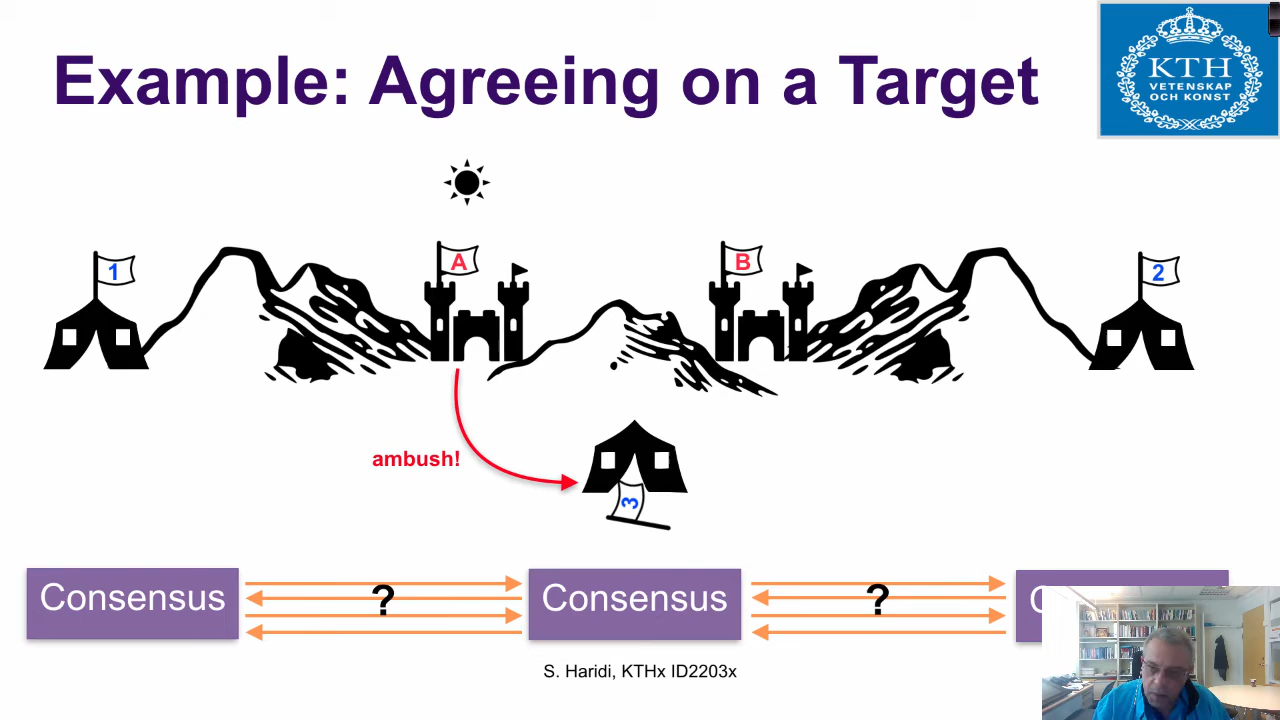 Example: Agreeing on a Target
KTH
VETENSKAP
OCH KONST
1
A
B
2
ambush!
3
Consensus
?
Consensus
?
S. Haridi, KTHx ID2203x